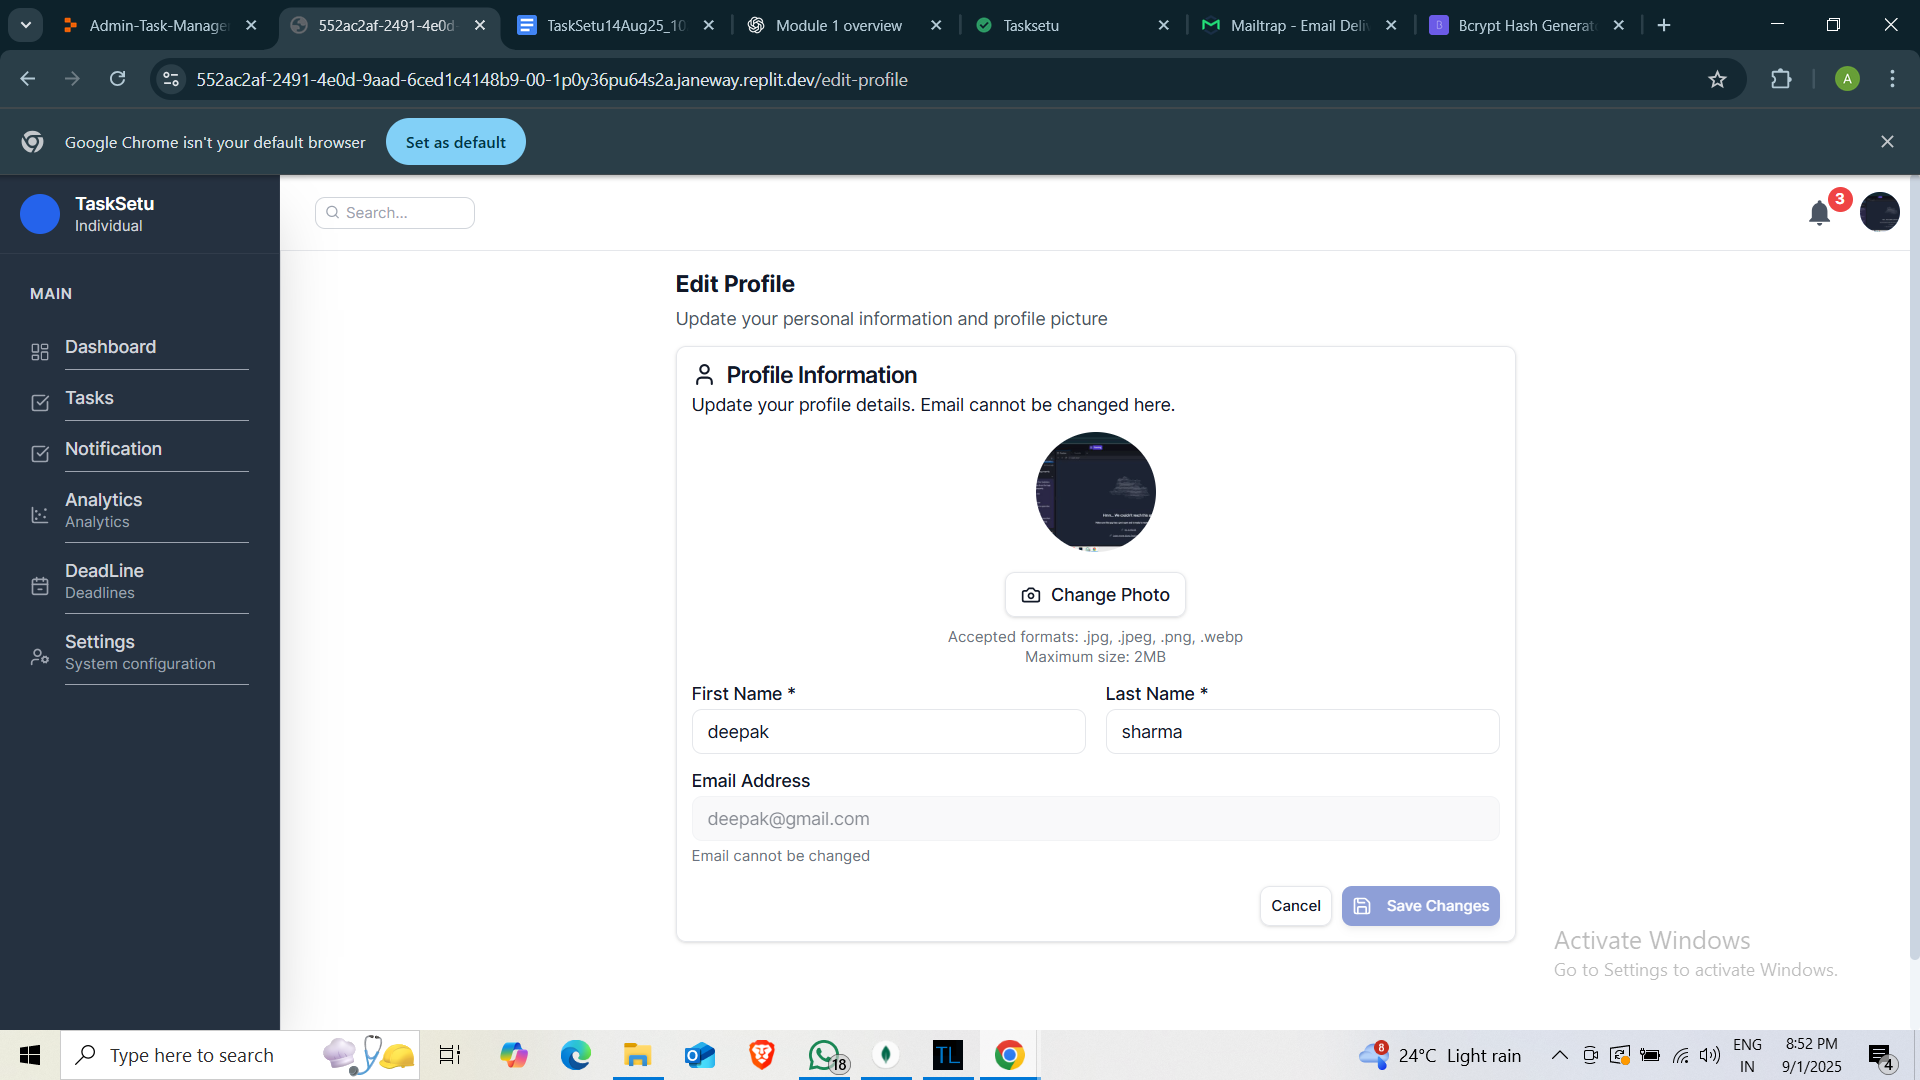 Admin-Task-Manage
552ac2af-2491-4e0d-
TaskSetu14Aug25_10
Module 1 overview
Tasksetu
Mailtrap - Email Deli
Bcrypt Hash Generat
552ac2af-2491-4e0d-9aad-6ced1c4148b9-00-1p0y36pu64s2a.janeway.replit.dev/edit-profile
A
Google Chrome isn't your default browser
Set as default
TaskSetu
Individual
Search...
3
MAIN
Dashboard
Tasks
Notification
Analytics
Analytics
DeadLine
Deadlines
Settings
System configuration
Edit Profile
Update your personal information and profile picture
Profile Information
Update your profile details. Email cannot be changed here.
Change Photo
Accepted formats: .jpg, .jpeg, .png, .webp
Maximum size: 2MB
First Name *
Last Name *
deepak
sharma
Email Address
deepak@gmail.com
Email cannot be changed
Cancel
Save Changes
Activate Windows
Go to Settings to activate Windows.
Type here to search
18
TL
8
24°C Light rain
ENG
IN
8:52 PM
9/1/2025
4